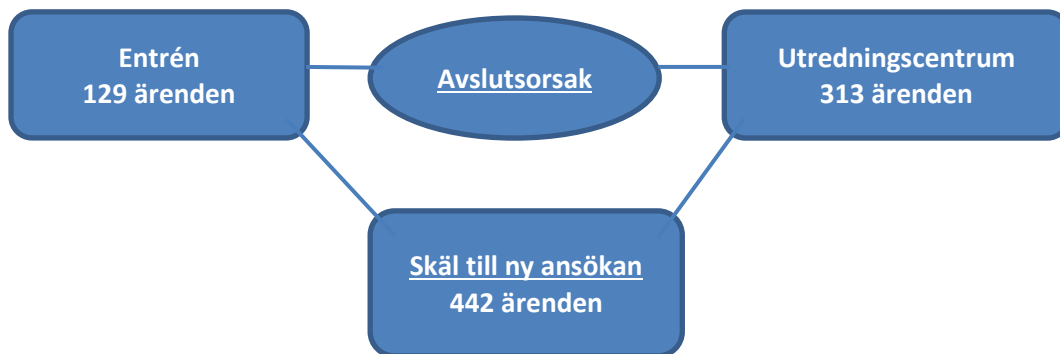 Entrén
129 ärenden
Avslutsorsak
Utredningscentrum
313 ärenden
Skäl till ny ansökan
442 ärenden